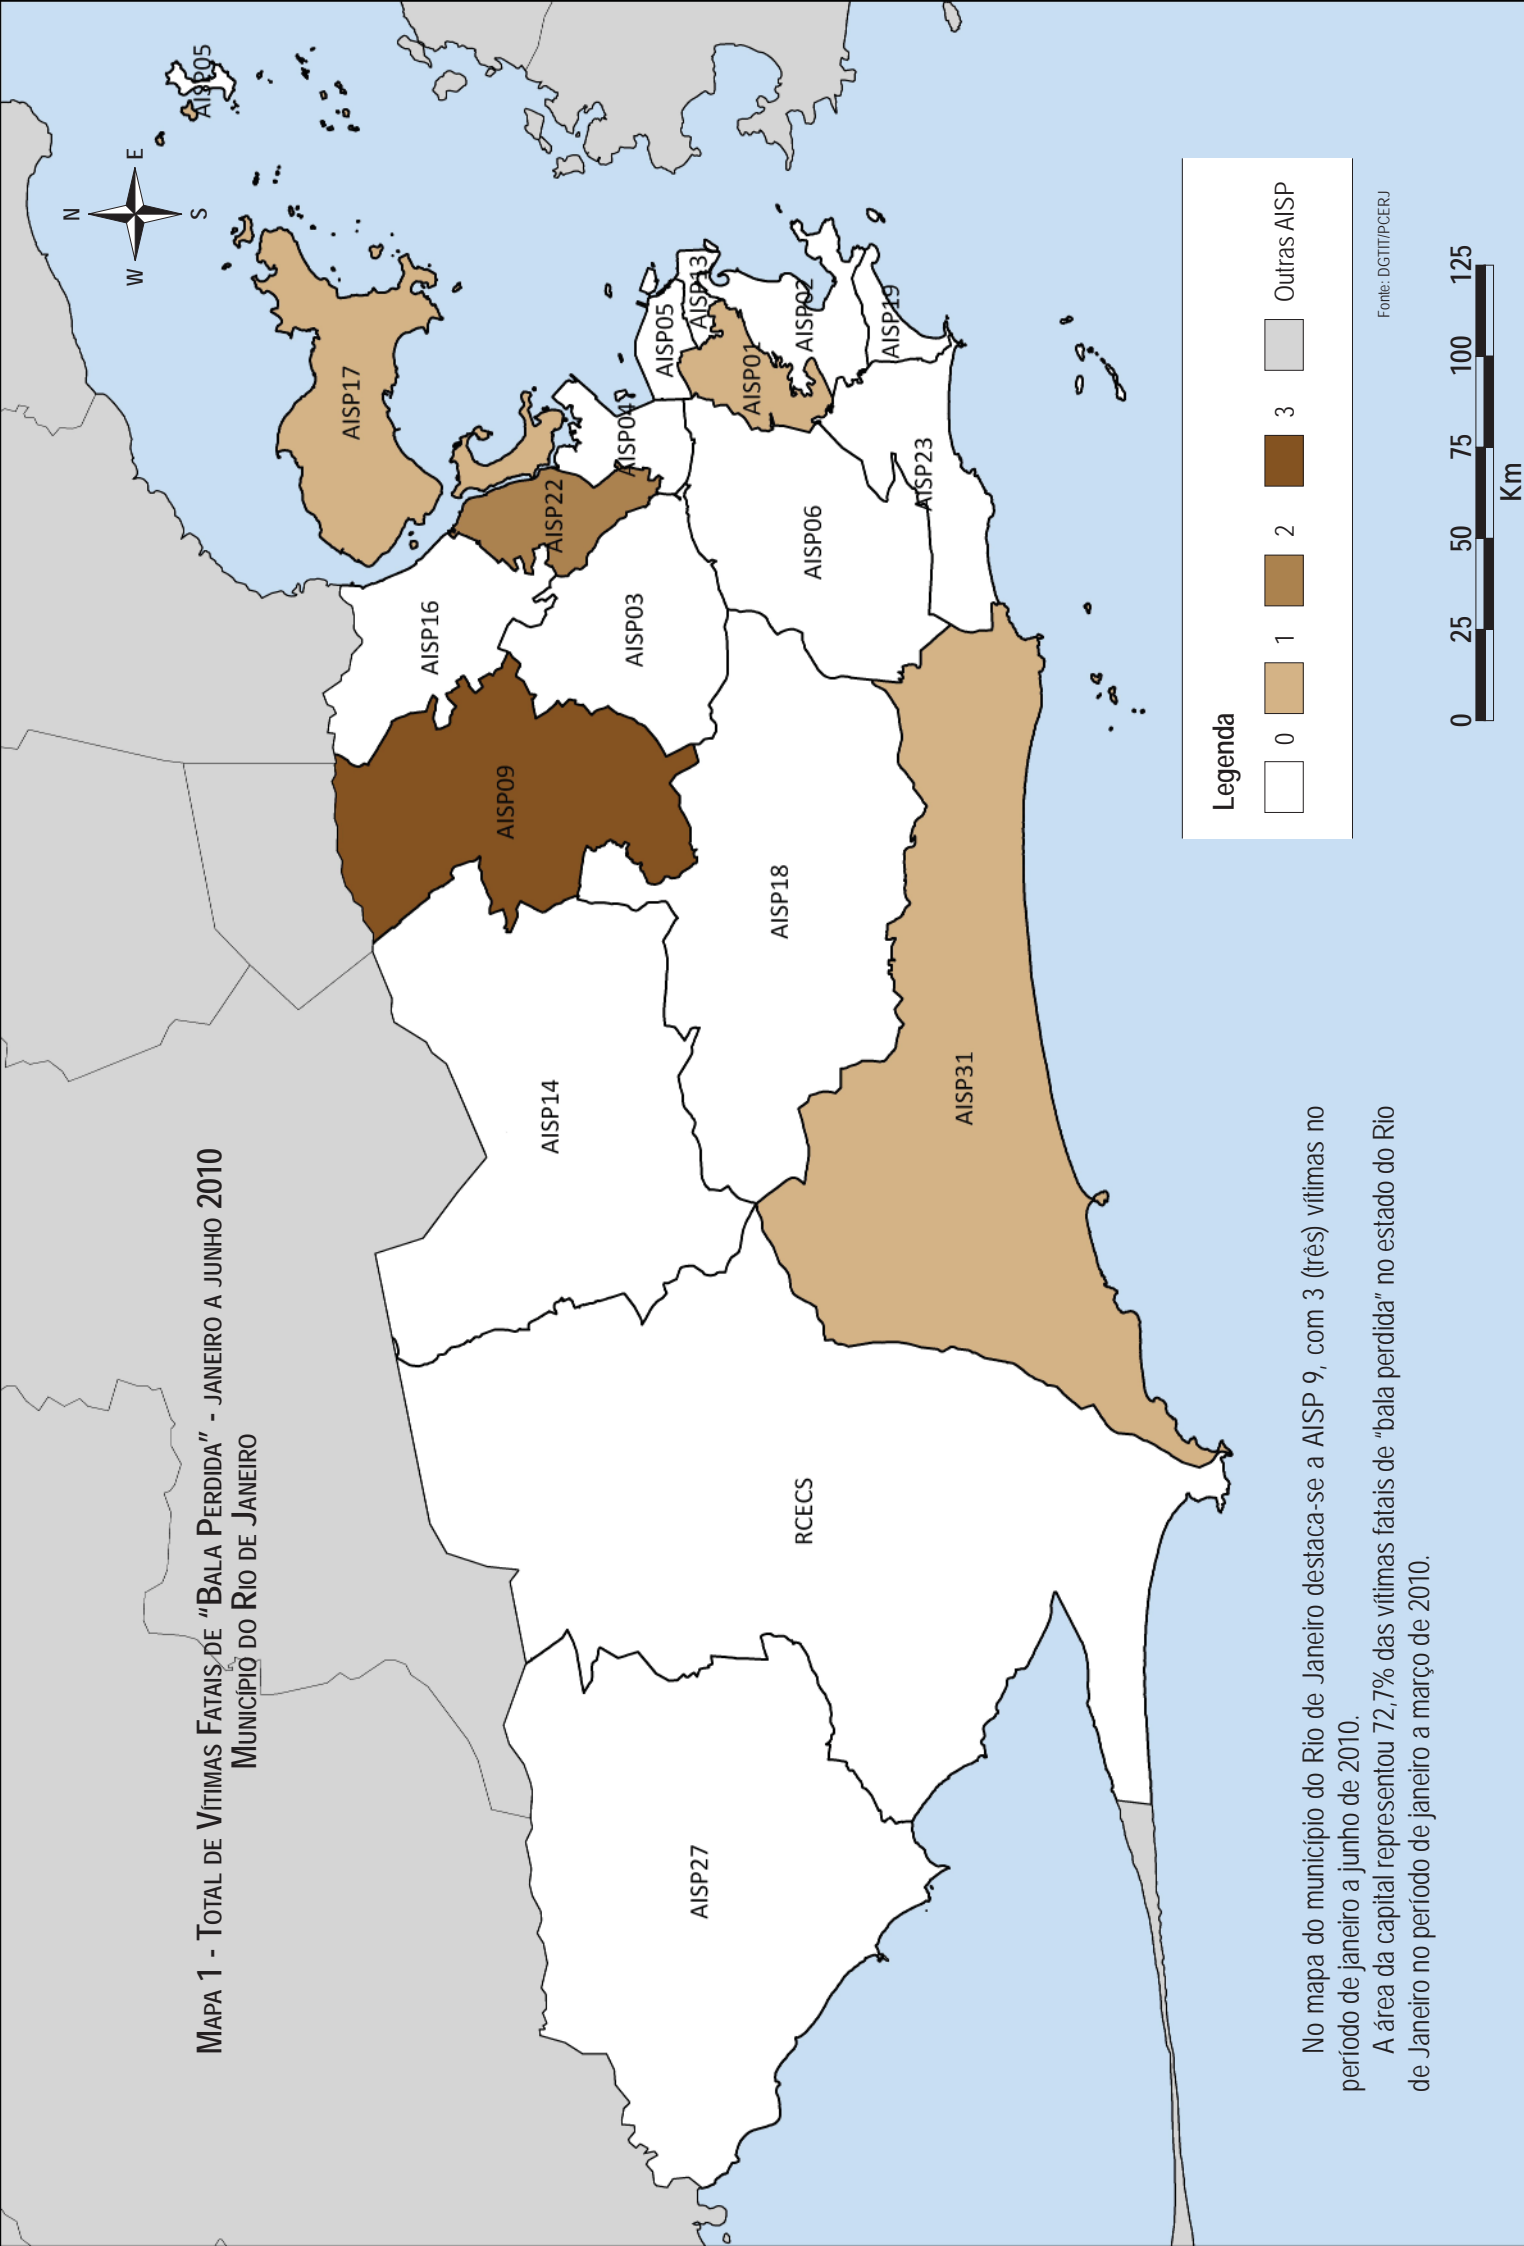 MAPA 1 - TOTAL DE VÍTIMAS FATAIS DE “BALA PERDIDA” - JANEIRO A JUNHO 2010
MUNICÍPIO DO RIO DE JANEIRO
N
W E
S
AISP05
AISP17
AISP16
AISP22
AISP04
AISP05
AISP13
AISP09
AISP03
AISP01
AISP02
AISP14
AISP06
AISP19
AISP18
AISP23
RCECS
AISP27
AISP31
Legenda
0 1 2 3 Outras AISP
Fonte: DGTIT/PCERJ
0 25 50 75 100 125
Km
No mapa do município do Rio de Janeiro destaca-se a AISP 9, com 3 (três) vítimas no
período de janeiro a junho de 2010.
A área da capital representou 72,7% das vítimas fatais de “bala perdida” no estado do Rio
de Janeiro no período de janeiro a março de 2010.